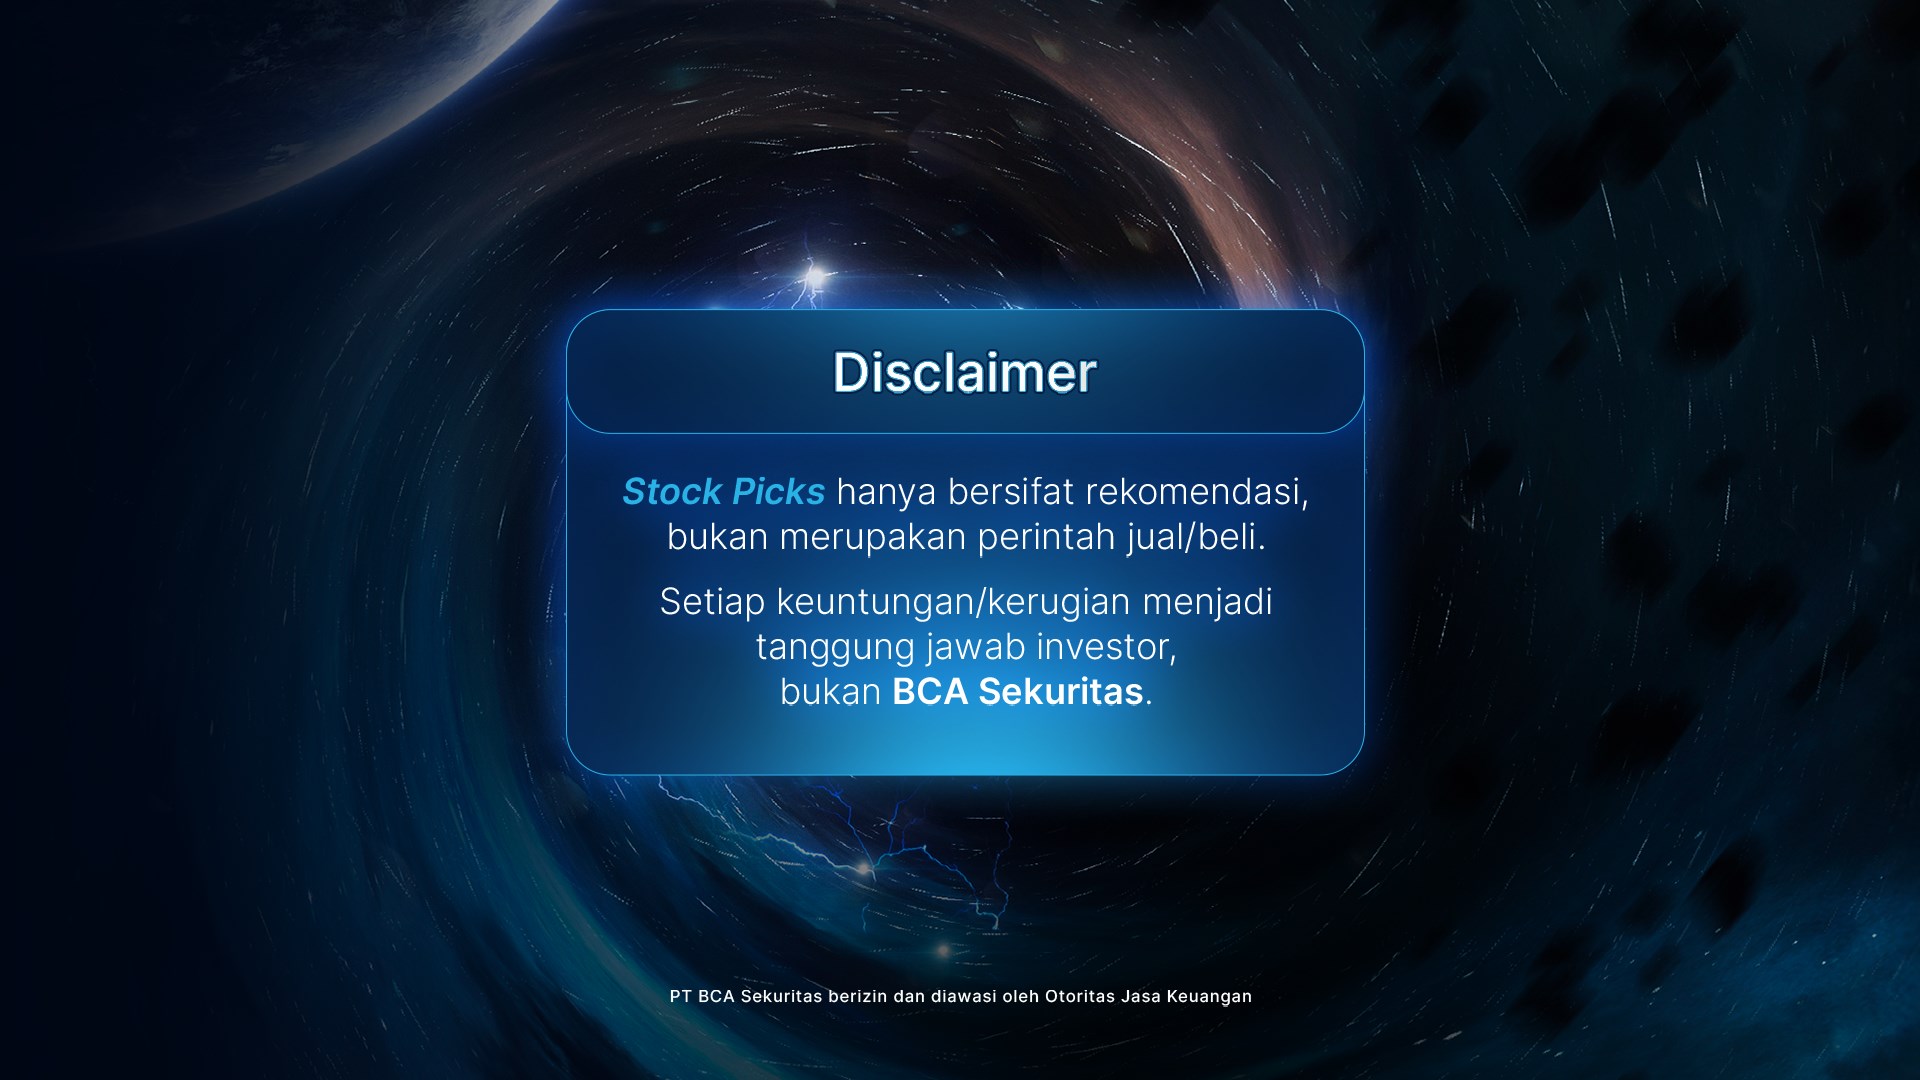 Disclaimer
Stock Picks hanya bersifat rekomendasi,
bukan merupakan perintah jual/beli.
Setiap keuntungan/kerugian menjadi
tanggung jawab investor,
bukan BCA Sekuritas.
PT BCA Sekuritas berizin dan diawasi oleh Otoritas Jasa Keuangan